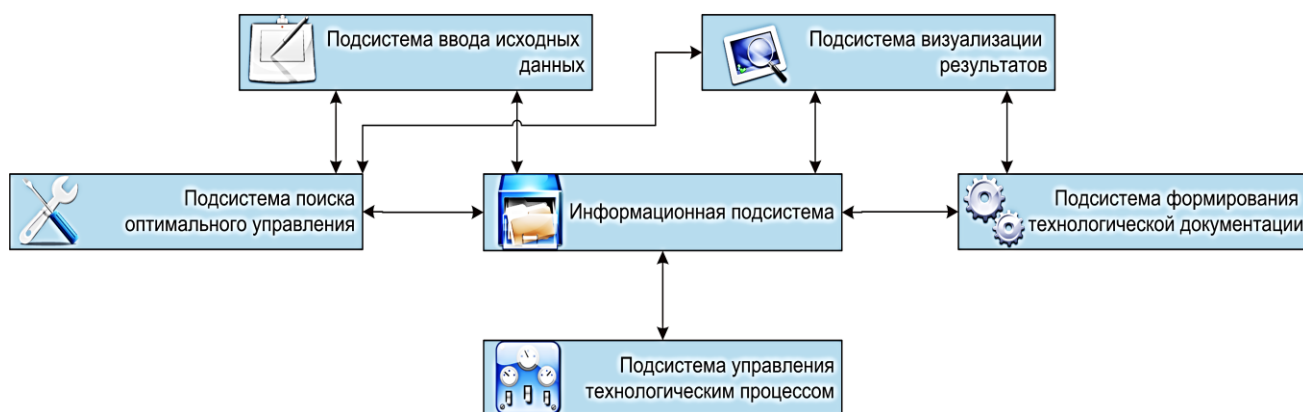 Подсистема ввода исходных
данных
Подсистема визуализации
результатов
Подсистема поиска
оптимального управления
Информационная подсистема
Подсистема формирования
технологической документации
Подсистема управления
технологическим процессом